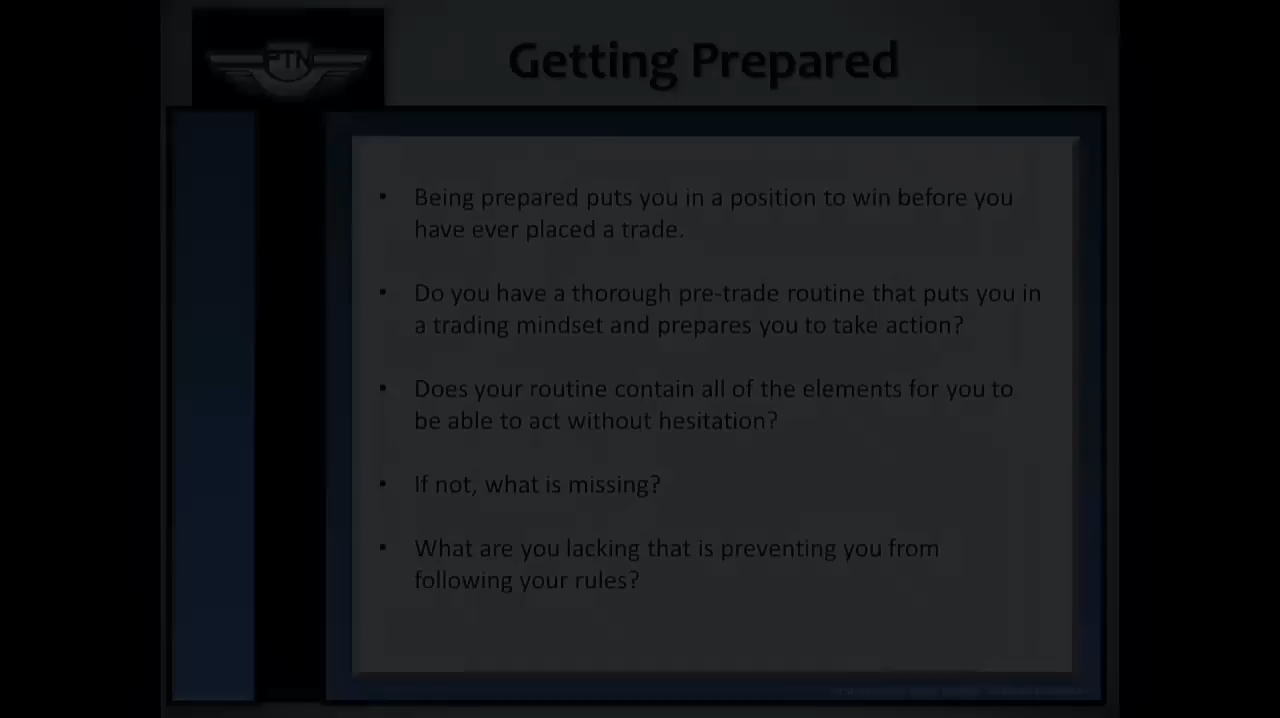 PTN
Getting Prepared
• Being prepared puts you in a position to win before you
have ever placed a trade.
• Do you have a thorough pre-trade routine that puts you in
a trading mindset and prepares you to take action?
• Does your routine contain all of the elements for you to
be able to act without hesitation?
• If not, what is missing?
• What are you lacking that is preventing you from
following your rules?